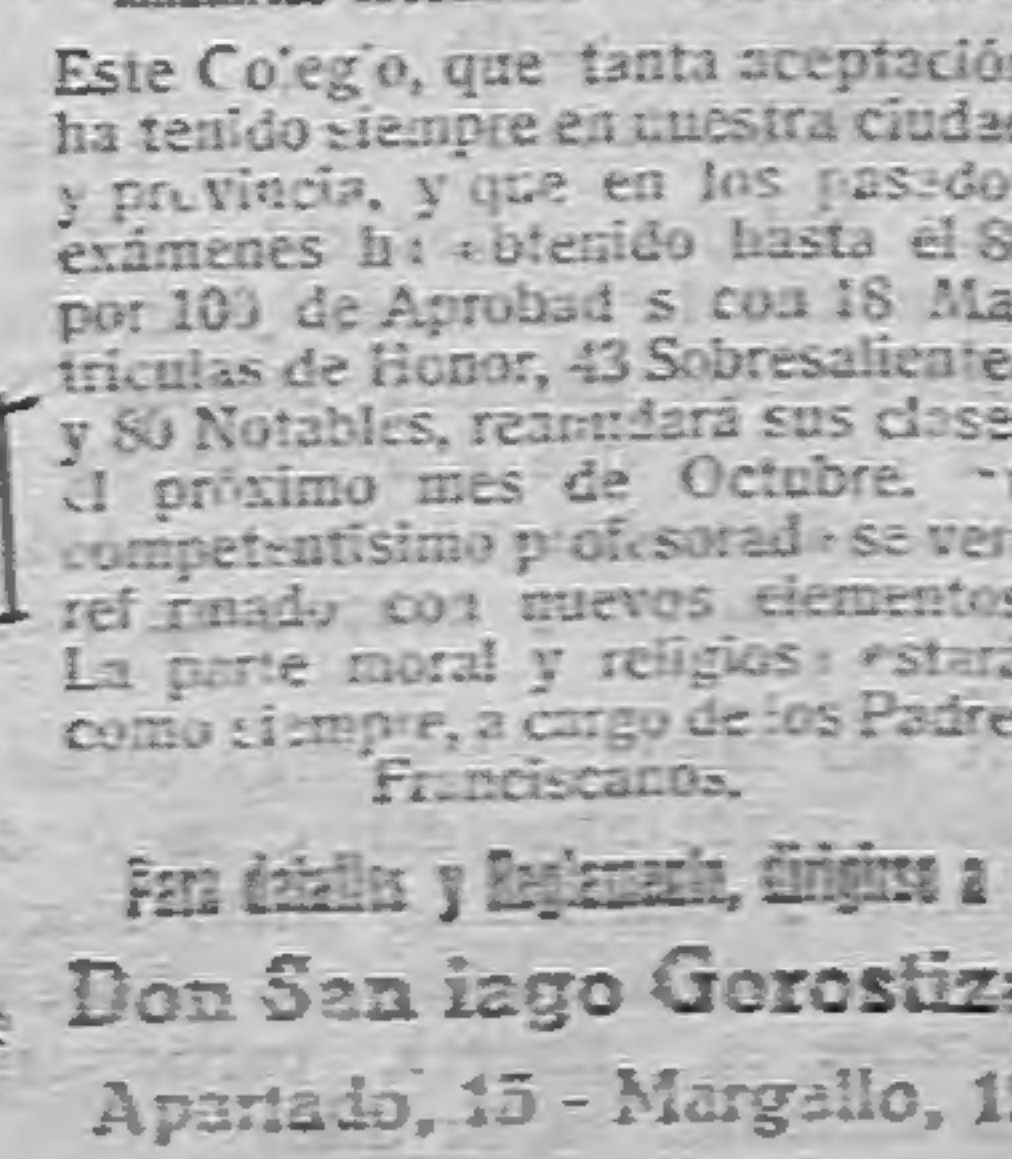 Este Colegio, que tanta aceptación
ha tenido siempre en nuestra ciudad
y provincia, y que en los pasado
exámenes ha obtenido hasta el
por 100 de Aprobados con 18 Ma
trículas de Honor, 43 Sobresaliente
y 80 Notables, reanudará sus clase
el próximo mes de Octubre.
competentísimo profesorado se ver
reformado con nuevos elementos
La parte moral y religiosa estará
como siempre, a cargo de los Padre
Franciscanos.
Para detalles y Reglamento, dirigirse a
Don Santiago Gorostiza
Apartado, 15 - Margallo,